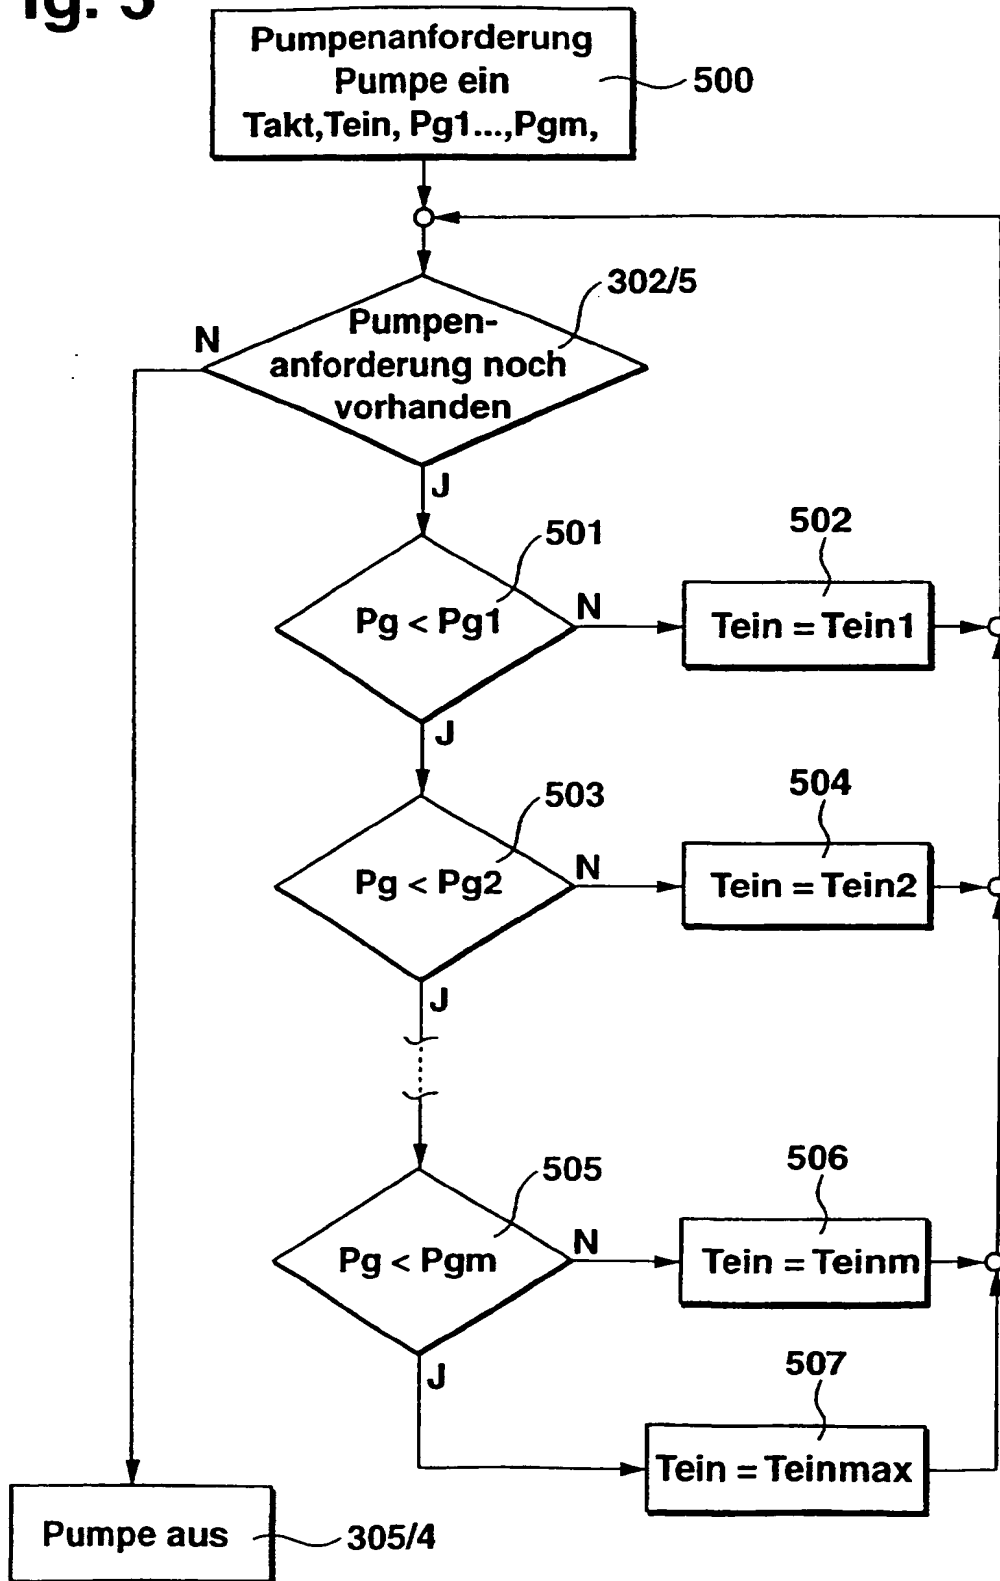 ig. 5
Pumpenanforderung
Pumpe ein
Takt,Tein, Pg1...,Pgm,
500
302/5
N
Pumpen-
anforderung noch
vorhanden
J
501
502
Pg < Pg1
N
Tein = Tein1
J
503
504
Pg < Pg2
N
Tein = Tein2
J
505
506
Pg < Pgm
N
Tein = Teinm
J
507
Tein = Teinmax
Pumpe aus
305/4